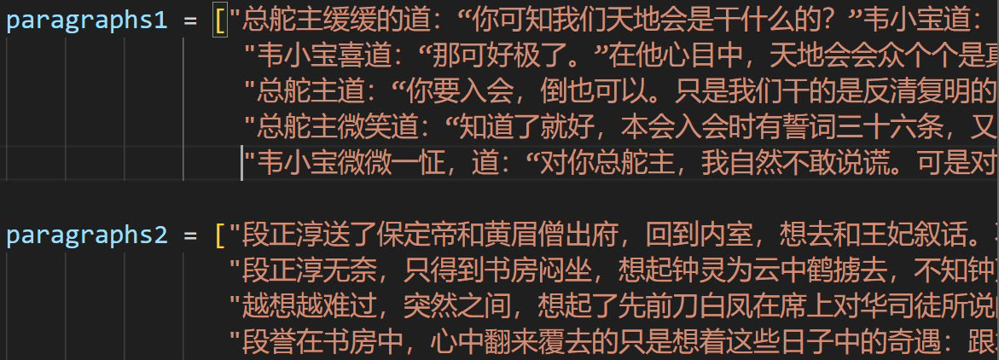 paragraphs1 = ["总舵主缓缓的道：“你可知我们天地会是干什么的？”韦小宝道：
"韦小宝喜道：“那可好极了。”在他心目中，天地会会众个个是真
"总舵主道：“你要入会，倒也可以。只是我们干的是反清复明的
"总舵主微笑道：“知道了就好，本会入会时有誓词三十六条，又
"韦小宝微微一怔，道：“对你总舵主，我自然不敢说谎。可是对
paragraphs2 = ["段正淳送了保定帝和黄眉僧出府，回到内室，想去和王妃叙话。
"段正淳无奈，只得到书房闷坐，想起钟灵为云中鹤掳去，不知钟
"越想越难过，突然之间，想起了先前刀白凤在席上对华司徒所说
"段誉在书房中，心中翻来覆去的只是想着这些日子中的奇遇：跟